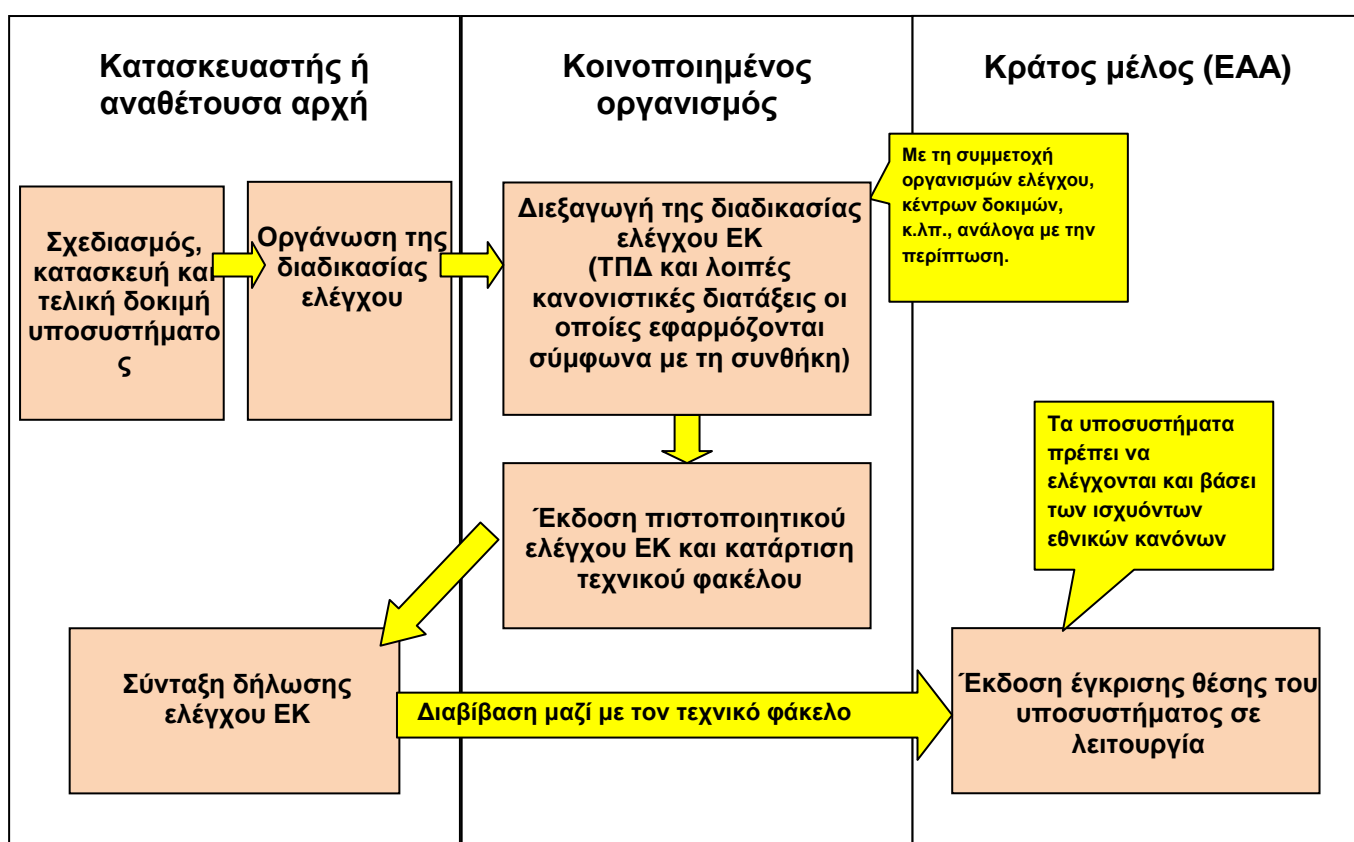 Κατασκευαστής ή
αναθέτουσα αρχή
Κοινοποιημένος
οργανισμός
Κράτος μέλος (ΕΑΑ)
Σχεδιασμός,
κατασκευή και
τελική δοκιμή
υποσυστήματο
ς
Οργάνωση της
διαδικασίας
ελέγχου
Διεξαγωγή της διαδικασίας
ελέγχου ΕΚ
(ΤΠΔ και λοιπές
κανονιστικές διατάξεις οι
οποίες εφαρμόζονται
σύμφωνα με τη συνθήκη)
Με τη συμμετοχή
οργανισμών ελέγχου,
κέντρων δοκιμών,
κ.λπ., ανάλογα με την
περίπτωση.
Έκδοση πιστοποιητικού
ελέγχου ΕΚ και κατάρτιση
τεχνικού φακέλου
Τα υποσυστήματα
πρέπει να
ελέγχονται και βάσει
των ισχυόντων
εθνικών κανόνων
Σύνταξη δήλωσης
ελέγχου ΕΚ
Διαβίβαση μαζί με τον τεχνικό φάκελο
Έκδοση έγκρισης θέσης του
υποσυστήματος σε
λειτουργία